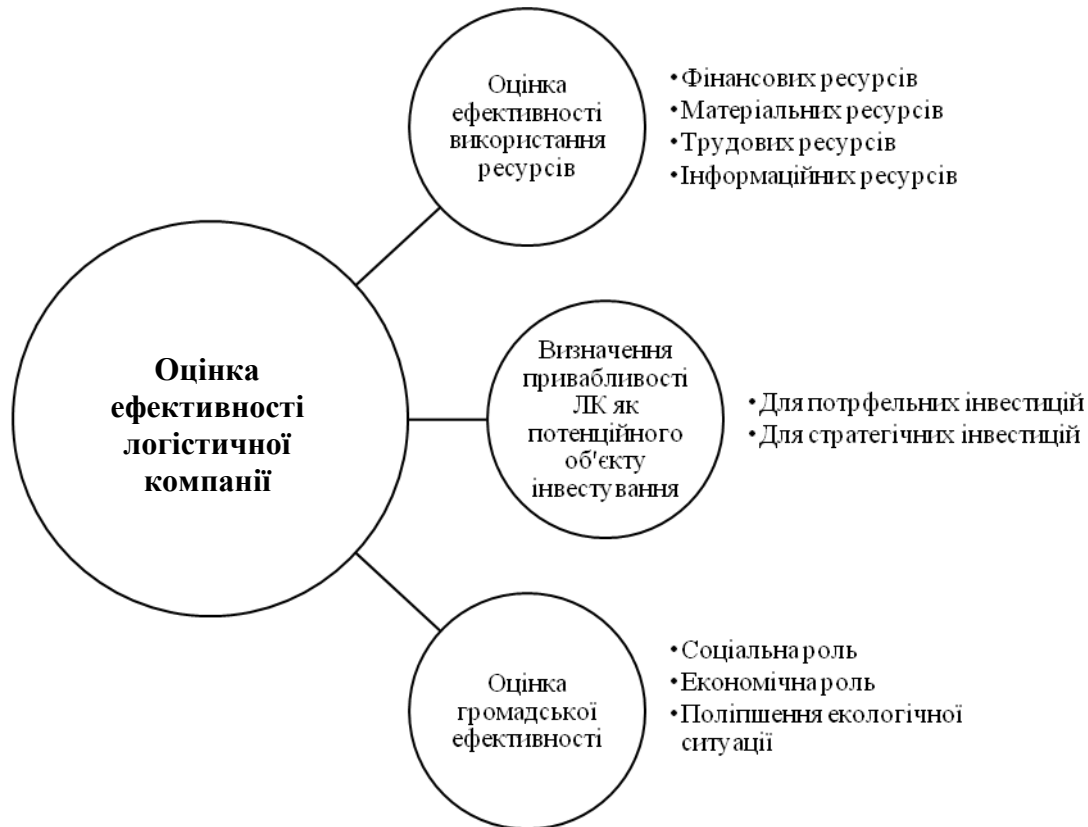 Оцінка
ефективності
логістичної
компанії
Оцінка
ефективності
використання
ресурсів
•Фінансових ресурсів
•Матеріальних ресурсів
•Трудових ресурсів
•Інформаційних ресурсів
Визначення
привабливості
ЛК як
потенційного
об'єкту
інвестування
•Для потрфельних інвестицій
•Для стратегічних інвестицій
Оцінка
громадської
ефективності
•Соціальна роль
•Економічна роль
•Поліпшення екологічної
ситуації